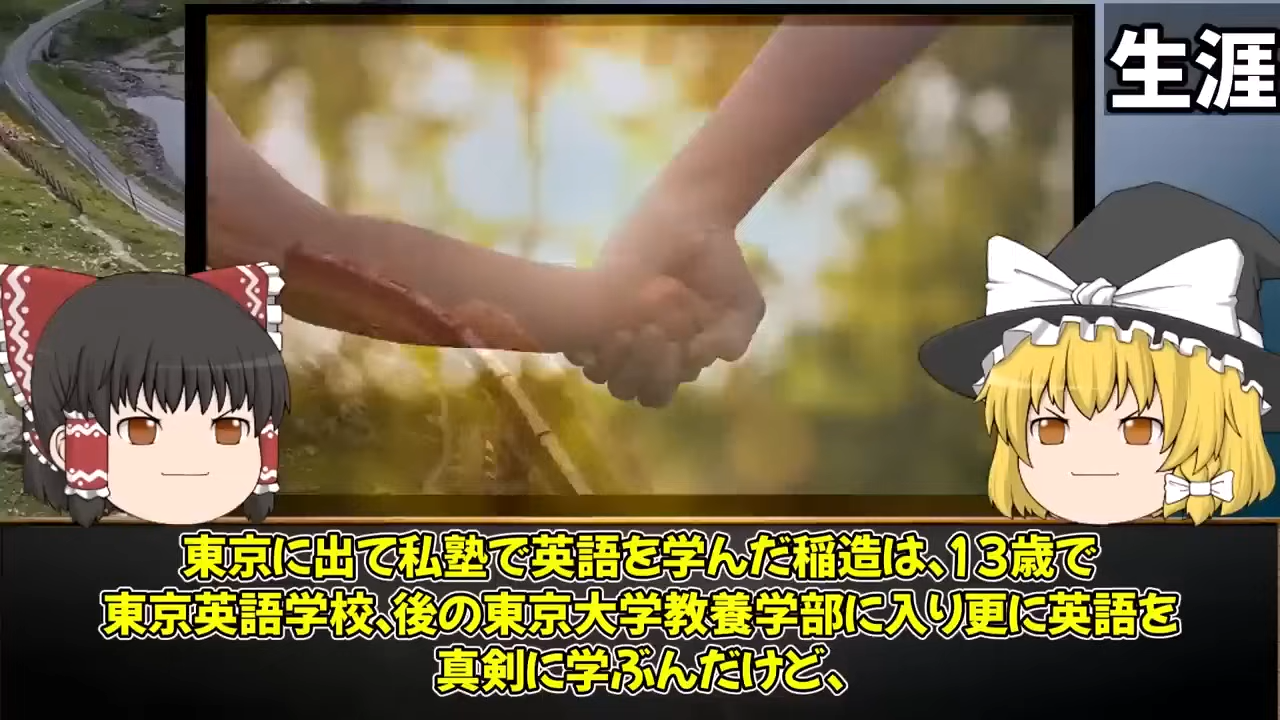 生涯
東京に出て私塾で英語を学んだ稲造は、13歳で
東京英語学校、後の東京大学教養学部に入り更に英語を
真剣に学ぶんだけど、